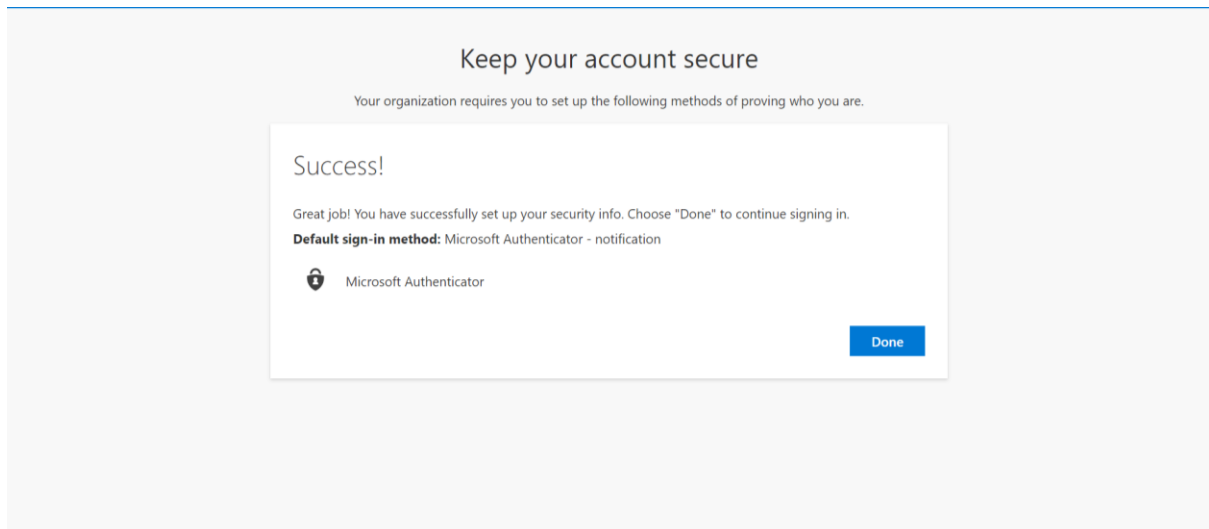 Keep your account secure
Your organization requires you to set up the following methods of proving who you are.
Success!
Great job! You have successfully set up your security info. Choose "Done" to continue signing in.
Default sign-in method: Microsoft Authenticator - notification
Microsoft Authenticator
Done